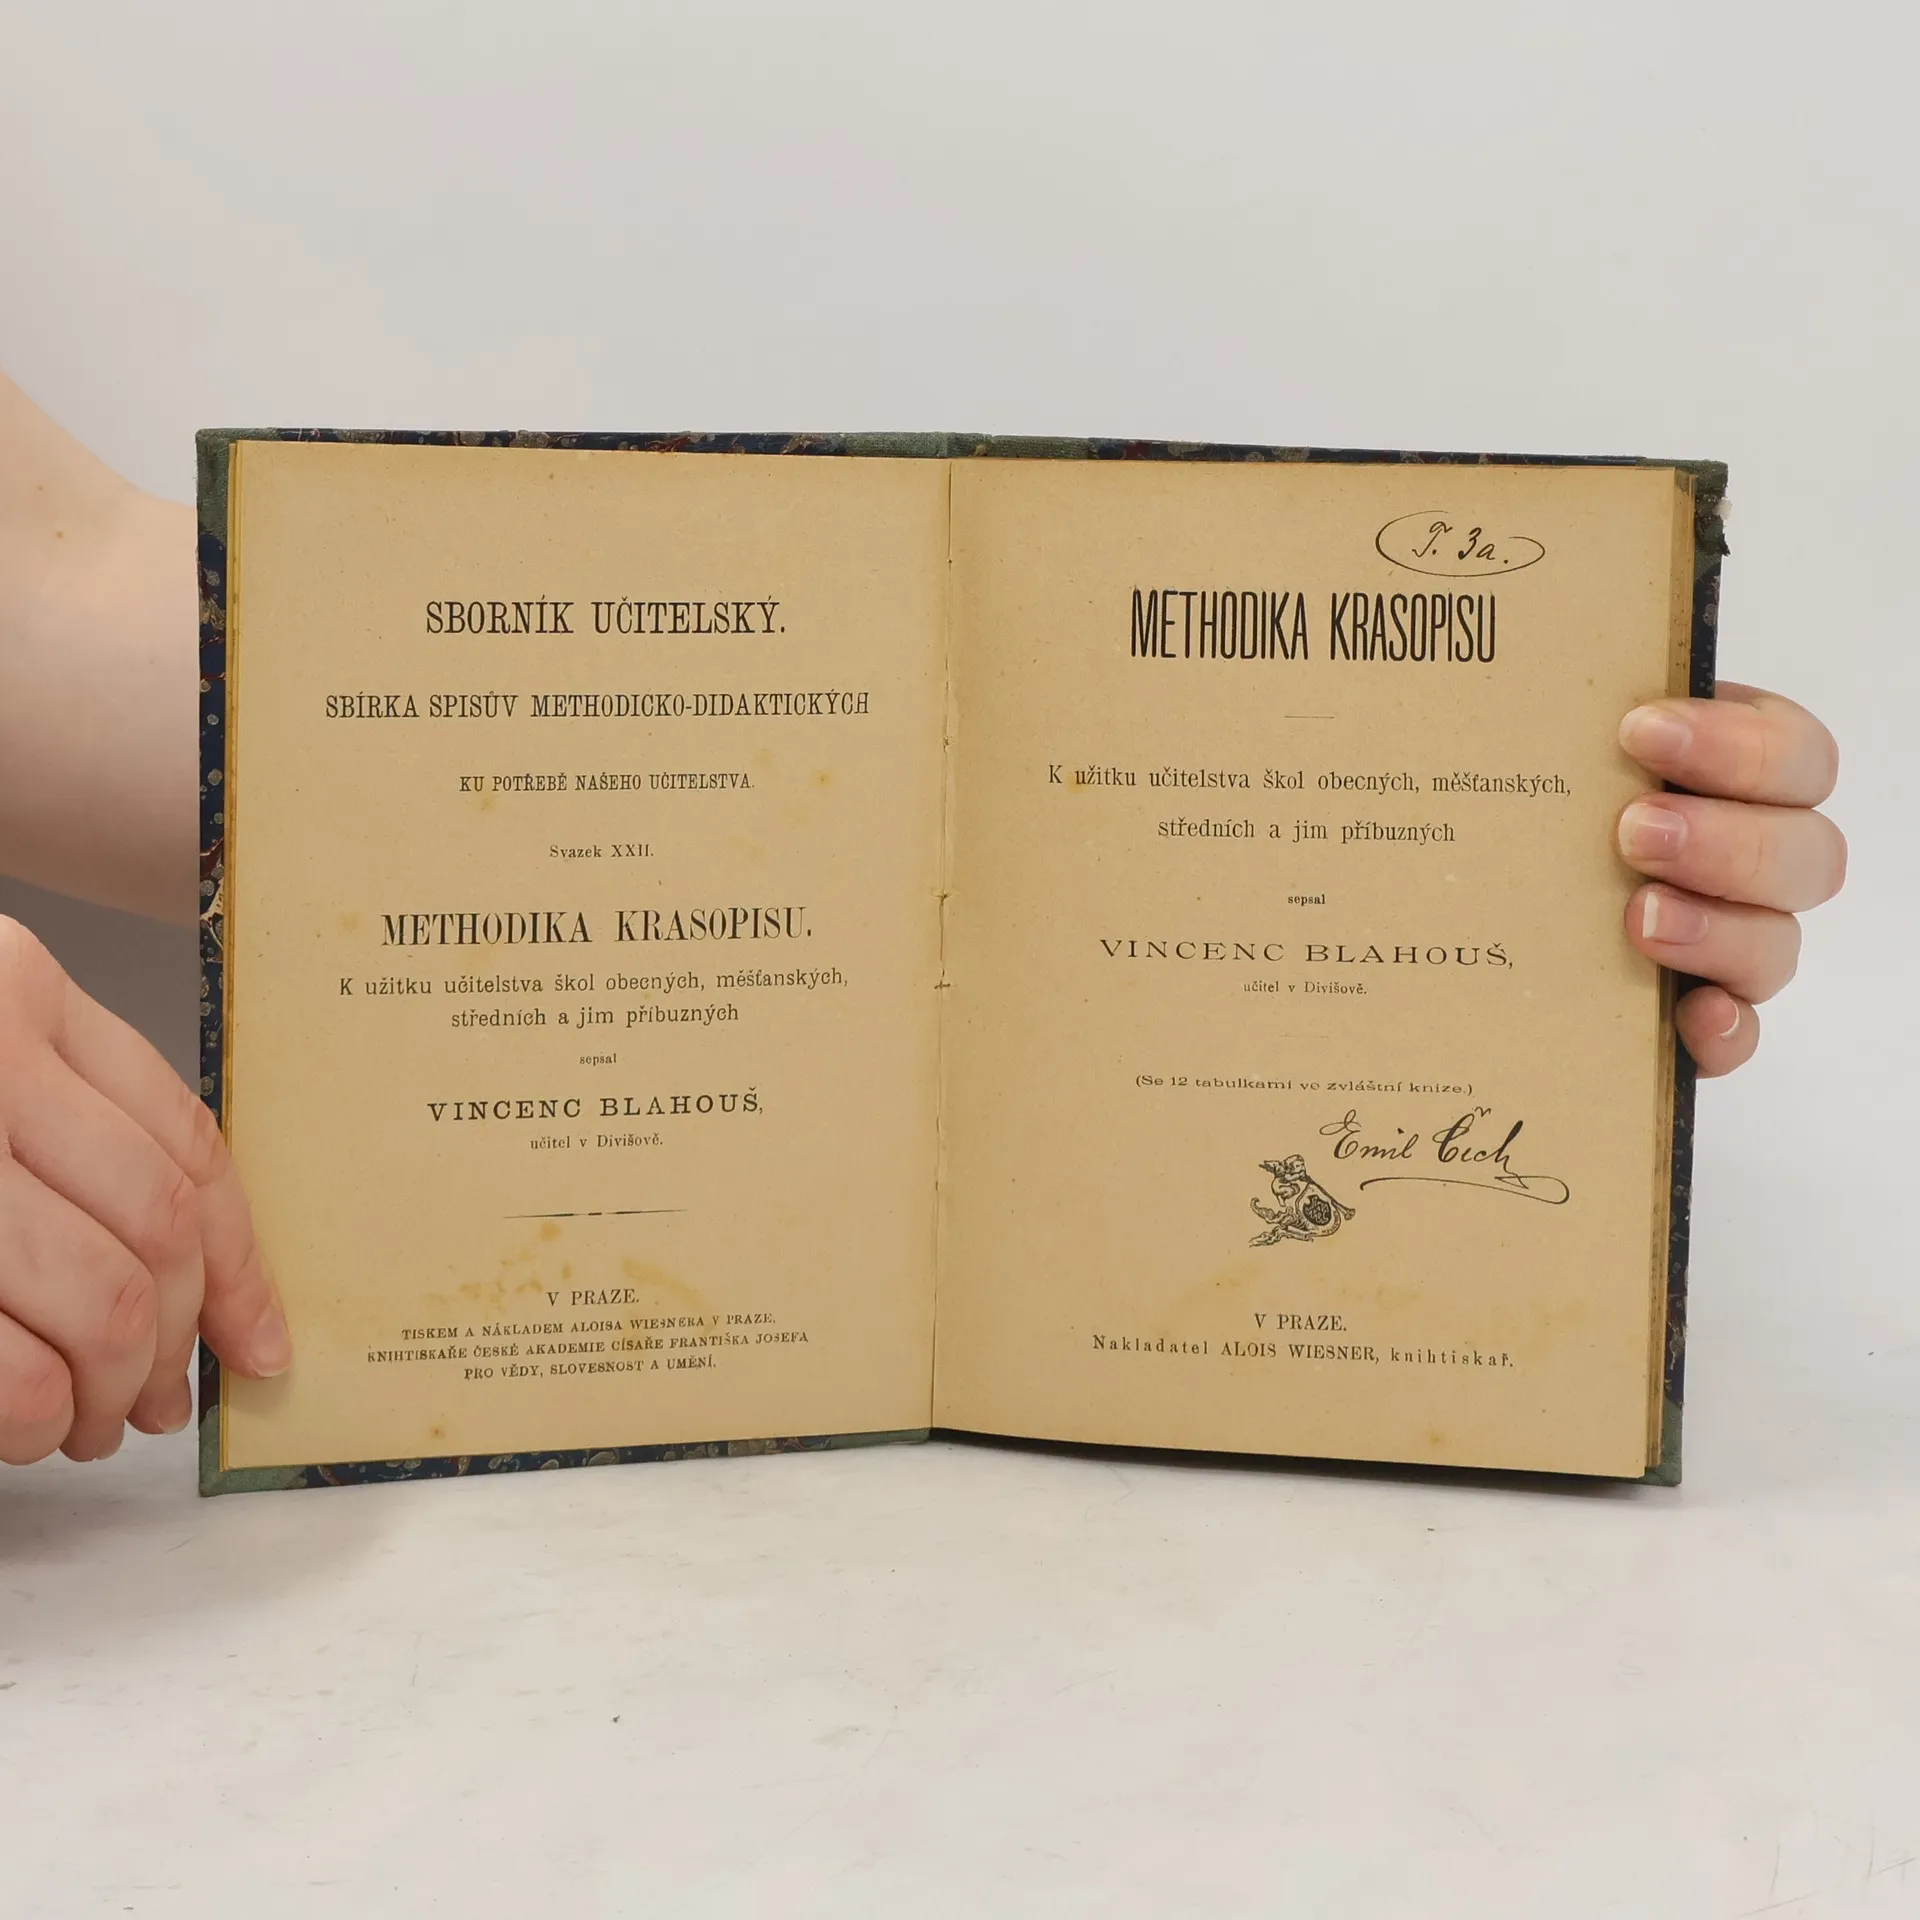 SBORNÍK UČITELSKÝ.
SBÍRKA SPISŮV METHODICKO-DIDAKTICKÝCH
KU POTŘEBĚ NAŠEHO UČITELSTVA.
Svazek XXII.
METHODIKA KRASOPISU.
K užitku učitelstva škol obecných, měšťanských,
středních a jim příbuzných
sepsal
VINCENC BLAHOUŠ,
učitel v Divišově.
V PRAZE.
TISKEM A NÁKLADEM ALOISA WIESNERA V PRAZE,
KNIHTISKAŘE ČESKÉ AKADEMIE CÍSAŘE FRANTIŠKA JOSEFA
PRO VĚDY, SLOVESNOST A UMĚNÍ.
T. 3a.
METHODIKA KRASOPISU
K užitku učitelstva škol obecných, měšťanských,
středních a jim příbuzných
sepsal
VINCENC BLAHOUŠ,
učitel v Divišově.
(Se 12 tabulkami ve zvláštní knize.)
Emil Čech
V PRAZE.
Nakladatel ALOIS WIESNER, knihtiskař.